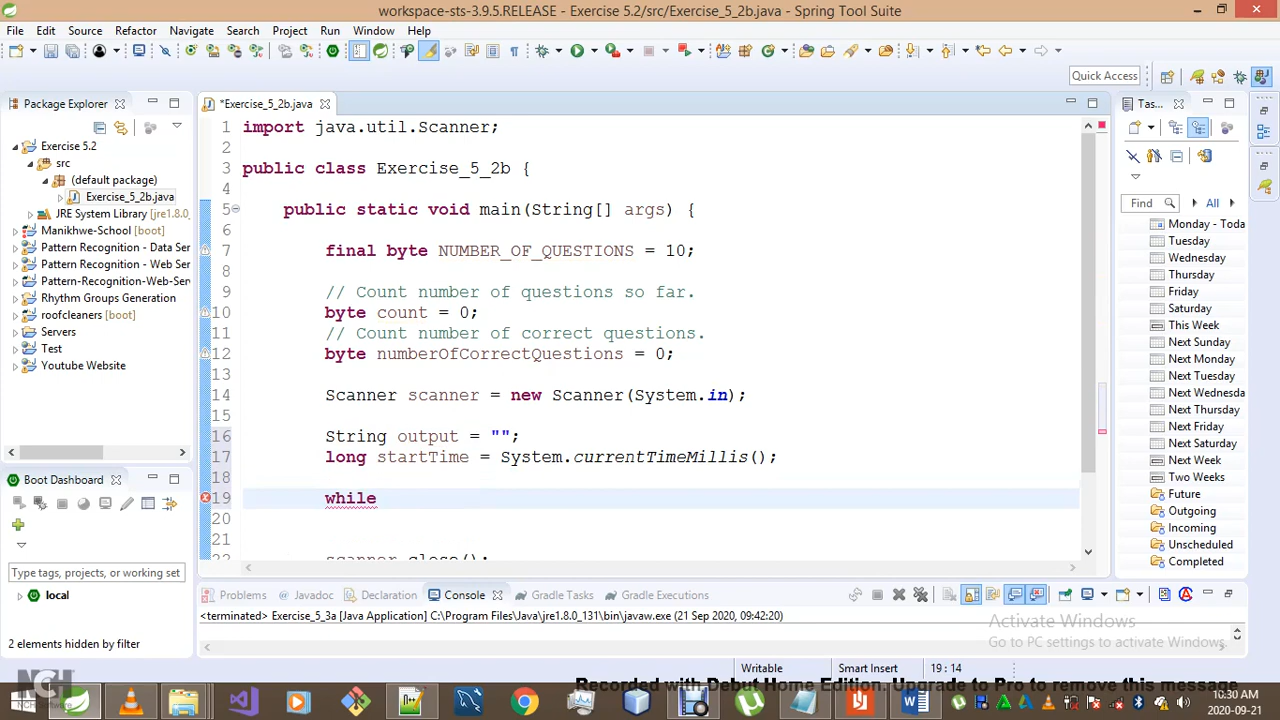 workspace-sts-3.9.5.RELEASE - Exercise 5.2/src/Exercise_5_2b.java - Spring Tool Suite
File Edit Source Refactor Navigate Search Project Run Window Help
Quick Access
Package Explorer
*Exercise_5_2b.java
Tas...
Exercise 5.2
src
(default package)
Exercise_5_2b.java
JRE System Library [jre1.8.0_
Manikhwe-School [boot]
Pattern Recognition - Data Ser
Pattern Recognition - Web Ser
Pattern-Recognition-Web-Ser
Rhythm Groups Generation
roofcleaners [boot]
Servers
Test
Youtube Website
1 import java.util.Scanner;
2
3 public class Exercise_5_2b {
4
5 public static void main(String[] args) {
6
7 final byte NUMBER_OF_QUESTIONS = 10;
8
9 // Count number of questions so far.
10 byte count = 0;
11 // Count number of correct questions.
12 byte numberOfCorrectQuestions = 0;
13
14 Scanner scanner = new Scanner(System.in);
15
16 String output = "";
17 long startTime = System.currentTimeMillis();
18
19 while
20
21
22 scanner.close();
Find All
Monday - Toda
Tuesday
Wednesday
Thursday
Friday
Saturday
This Week
Next Sunday
Next Monday
Next Tuesday
Next Wednesda
Next Thursday
Next Friday
Next Saturday
Next Week
Two Weeks
Future
Outgoing
Incoming
Unscheduled
Completed
Boot Dashboard
Type tags, projects, or working set
local
2 elements hidden by filter
Problems Declaration Console Gradle Tasks Gradle Executions
<terminated> Exercise_5_3a [Java Application] C:\Program Files\Java\jre1.8.0_131\bin\javaw.exe (21 Sep 2020, 09:42:20)
Activate Windows
Go to PC settings to activate Windows.
Writable Smart Insert 19 : 14
NCH Software
Recorded with Debut Home Edition. Upgrade to Pro to remove this message
10:30 AM
2020-09-21